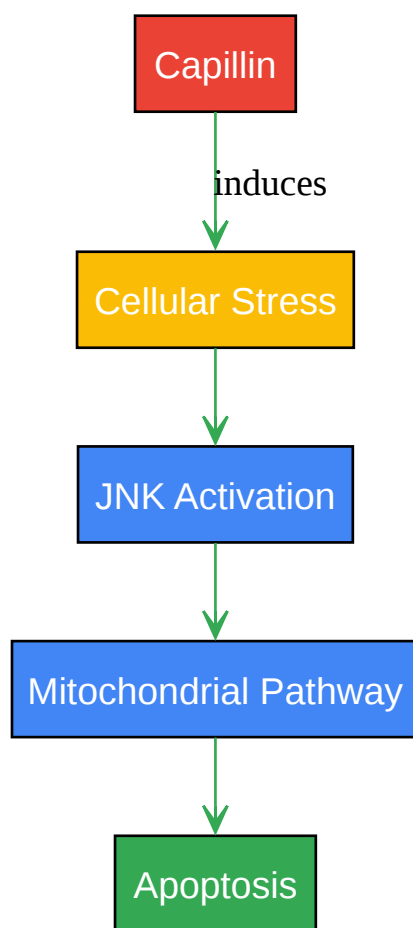 Capillin
induces
Cellular Stress
JNK Activation
Mitochondrial Pathway
Apoptosis